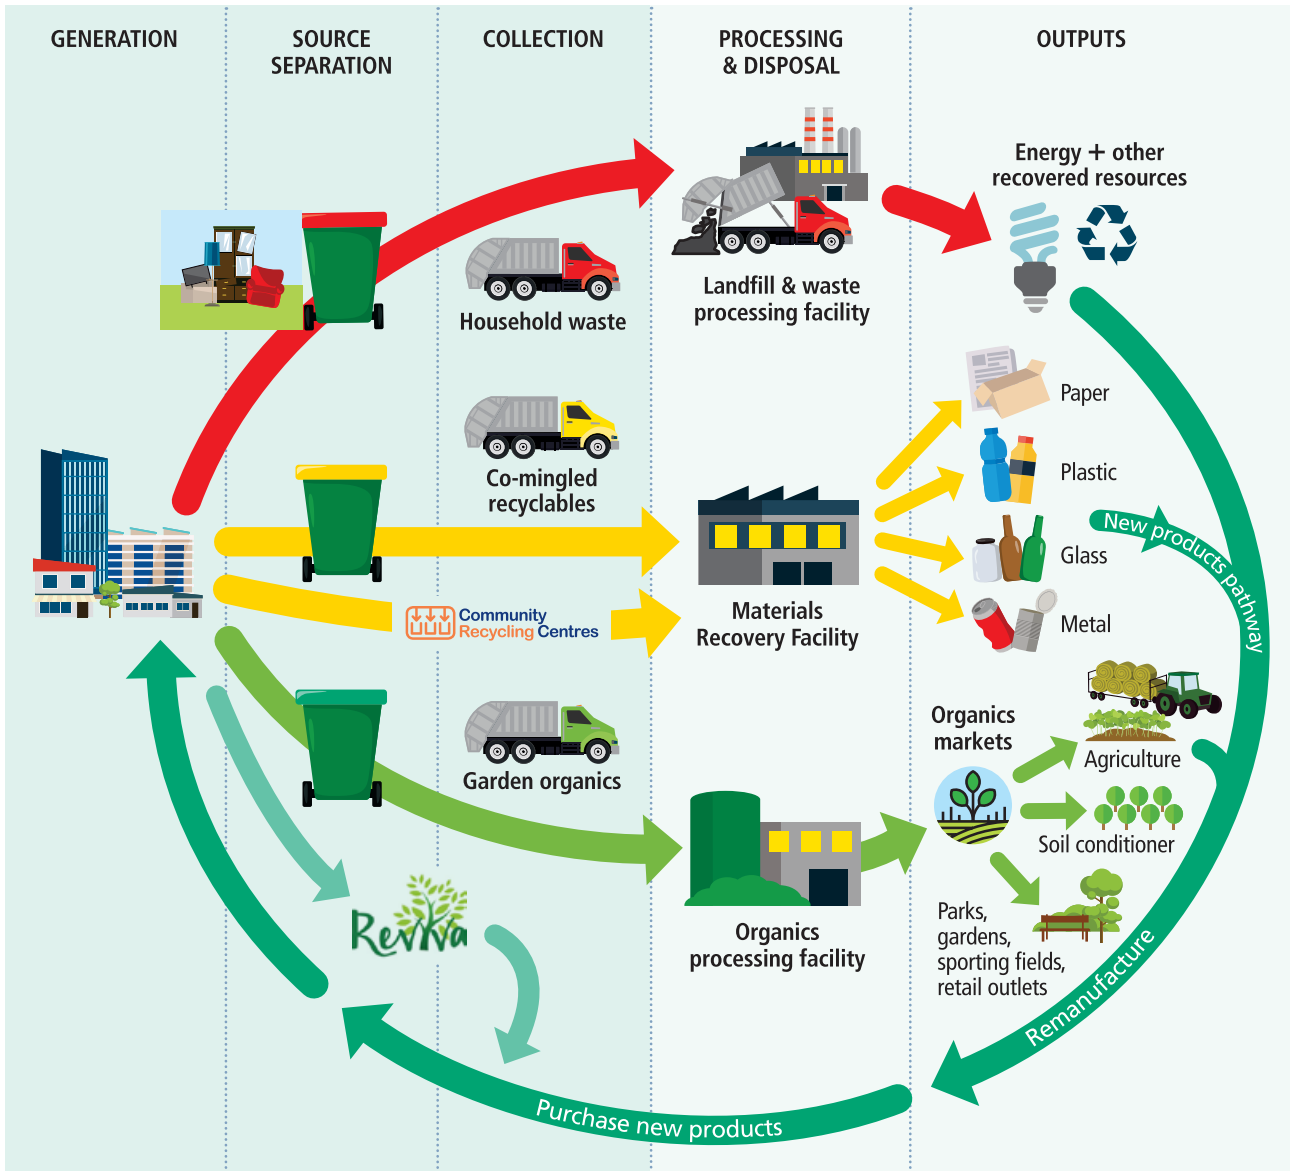 GENERATION
SOURCE
SEPARATION
COLLECTION
PROCESSING
& DISPOSAL
OUTPUTS
Household waste
Landfill & waste
processing facility
Energy + other
recovered resources
Co-mingled
recyclables
Community
Recycling Centres
Materials
Recovery Facility
Paper
Plastic
Glass
Metal
New products pathway
Garden organics
Organics
processing facility
Organics
markets
Agriculture
Soil conditioner
Parks,
gardens,
sporting fields,
retail outlets
Reviva
Remanufacture
Purchase new products